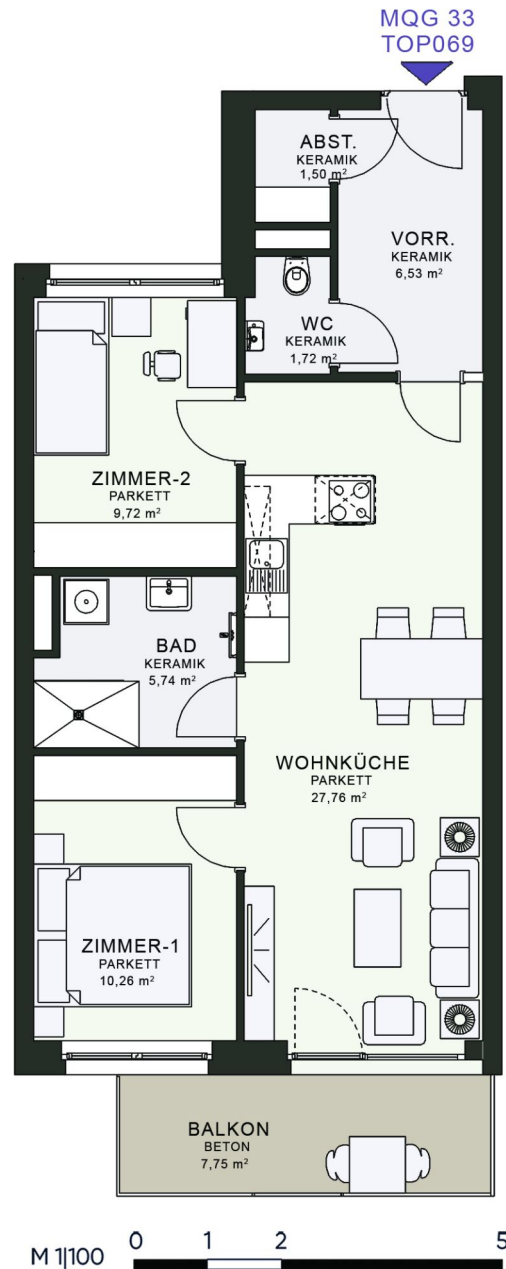 MQG 33
TOP069
ABST.
KERAMIK
1,50 m²
VORR.
KERAMIK
6,53 m²
WC
KERAMIK
1,72 m²
ZIMMER-2
PARKETT
9,72 m²
BAD
KERAMIK
5,74 m²
WOHNKÜCHE
PARKETT
27,76 m²
ZIMMER-1
PARKETT
10,26 m²
BALKON
BETON
7,75 m²
M 1|100 0 1 2 5